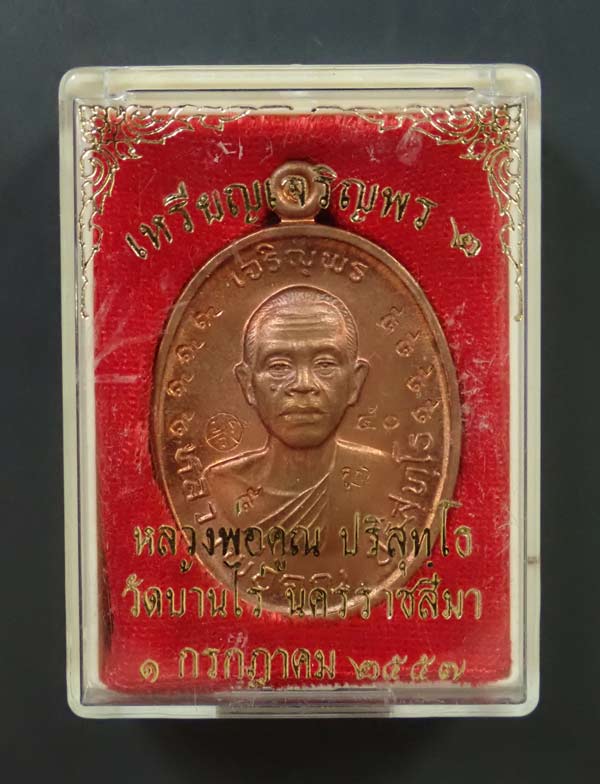 เหรียญเจริญพร ๒
เจริญพร
๕๐
หลวงพ่อคูณ ปริสุทฺโธ
วัดบ้านไร่ นครราชสีมา
๑ กรกฎาคม ๒๕๕๗